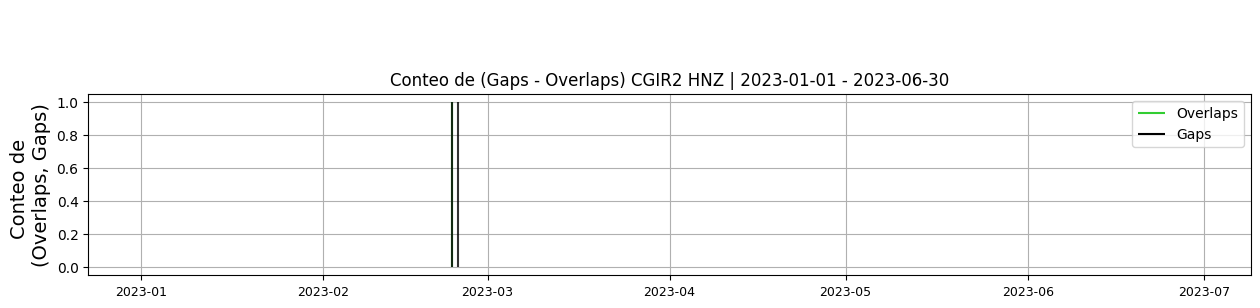 Conteo de (Gaps - Overlaps) CGIR2 HNZ | 2023-01-01 - 2023-06-30
Conteo de
(Overlaps, Gaps)
1.0
0.8
0.6
0.4
0.2
0.0
Overlaps
Gaps
2023-01
2023-02
2023-03
2023-04
2023-05
2023-06
2023-07